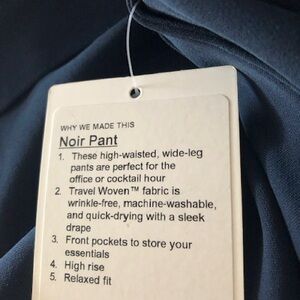 WHY WE MADE THIS
Noir Pant
1. These high-waisted, wide-leg
pants are perfect for the
office or cocktail hour
2. Travel Woven™ fabric is
wrinkle-free, machine-washable,
and quick-drying with a sleek
drape
3. Front pockets to store your
essentials
4. High rise
5. Relaxed fit